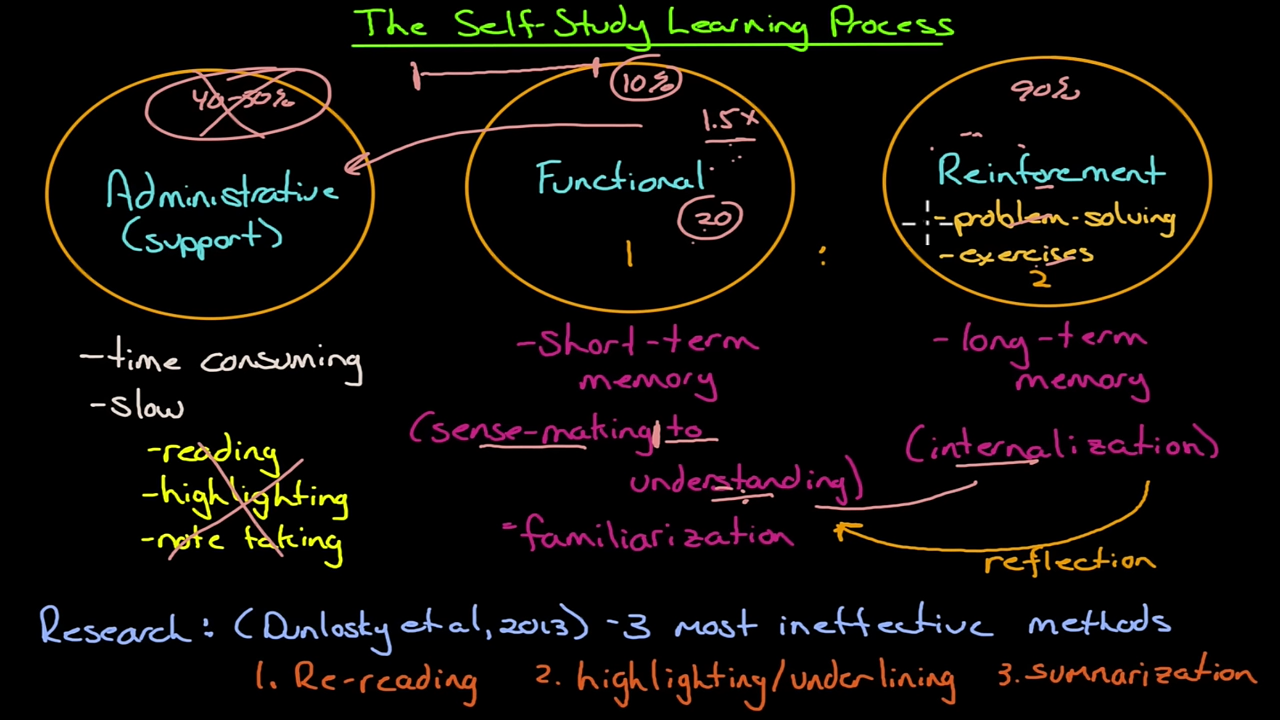 The Self-Study Learning Process
40-50%
Administrative
(support)
10%
1.5x
Functional
20
1
:
90%
Reinforement
-problem-solving
-exercises
2
-time consuming
-slow
-reading
-highlighting
-note taking
-short-term
memory
(sense-making to
understanding)
=familiarization
-long-term
memory
(internalization)
reflection
Research: (Dunlosky et al, 2013) -3 most ineffective methods
1. Re-reading 2. highlighting/underlining 3. summarization